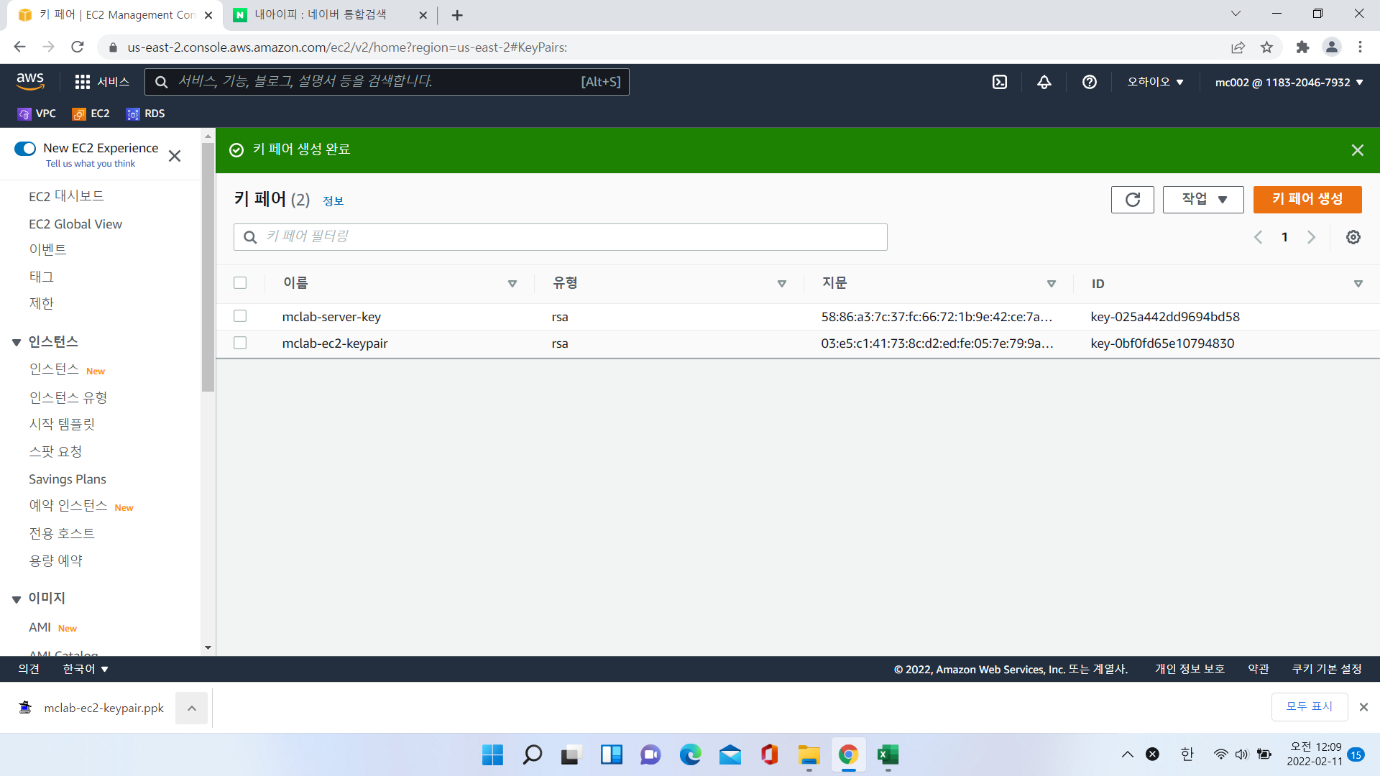 키 페어 | EC2 Management Con
내아이피 : 네이버 통합검색
us-east-2.console.aws.amazon.com/ec2/v2/home?region=us-east-2#KeyPairs:
aws
서비스
서비스, 기능, 블로그, 설명서 등을 검색합니다.
[Alt+S]
오하이오
mc002 @ 1183-2046-7932
VPC
EC2
RDS
New EC2 Experience
Tell us what you think
EC2 대시보드
EC2 Global View
이벤트
태그
제한
인스턴스
인스턴스 New
인스턴스 유형
시작 템플릿
스팟 요청
Savings Plans
예약 인스턴스 New
전용 호스트
용량 예약
이미지
AMI New
AMI Catalog
키 페어 생성 완료
키 페어 (2) 정보
작업
키 페어 생성
키 페어 필터링
1
이름 유형 지문 ID
mclab-server-key rsa 58:86:a3:7c:37:fc:66:72:1b:9e:42:ce:7a... key-025a442dd9694bd58
mclab-ec2-keypair rsa 03:e5:c1:41:73:8c:d2:ed:fe:05:7e:79:9a... key-0bf0fd65e10794830
의견
한국어
© 2022, Amazon Web Services, Inc. 또는 계열사.
개인 정보 보호
약관
쿠키 기본 설정
mclab-ec2-keypair.ppk
모두 표시
한
오전 12:09
2022-02-11
15